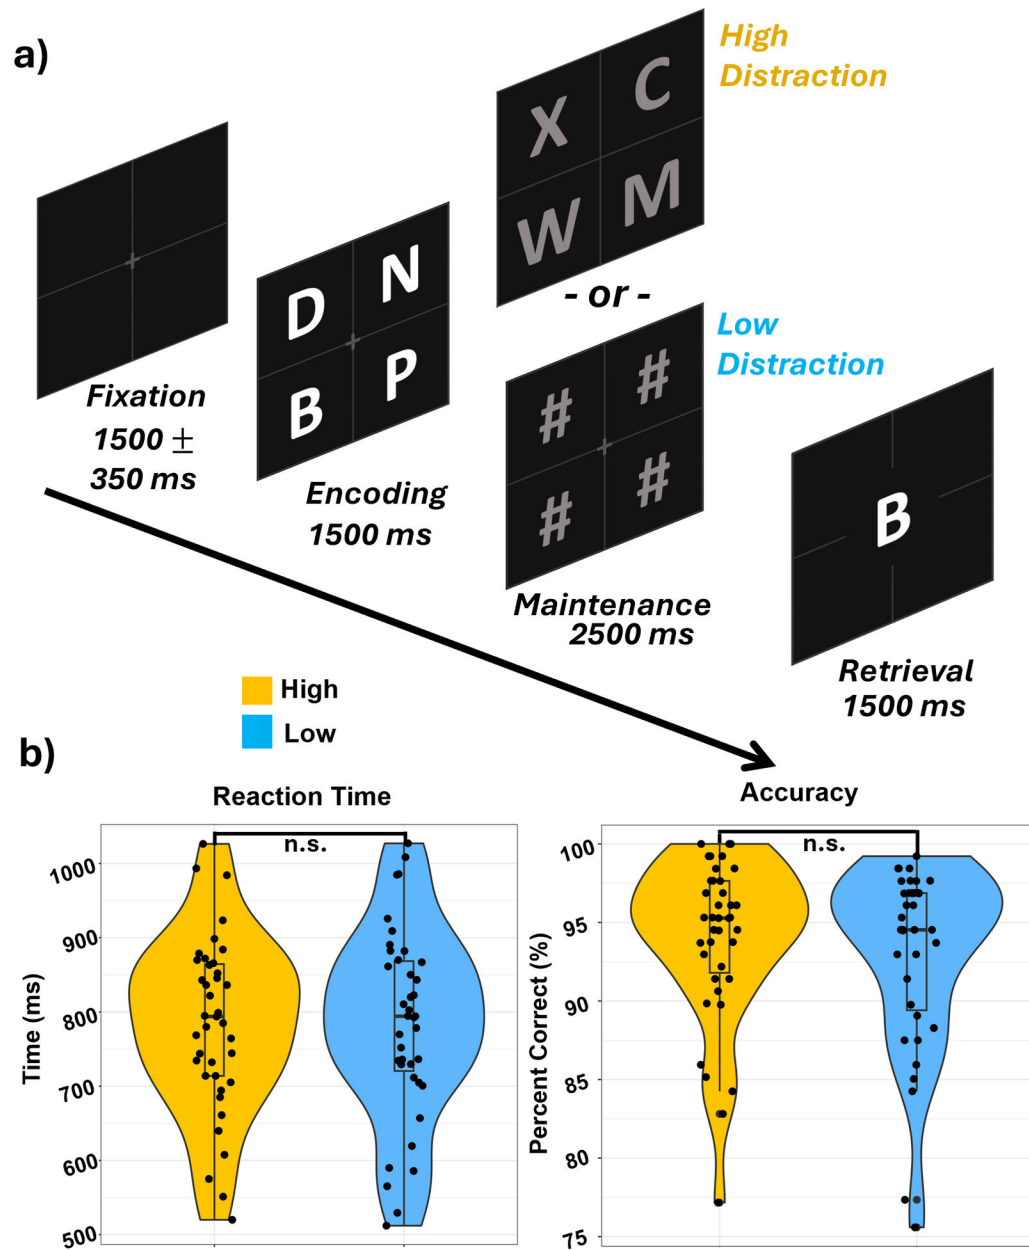 a)
High
Distraction
X C
W M
- or -
D N
B P
Low
Distraction
# #
# #
B
Fixation
1500 ±
350 ms
Encoding
1500 ms
Maintenance
2500 ms
Retrieval
1500 ms
High
Low
b)
Reaction Time
n.s.
Time (ms)
1000
900
800
700
600
500
Accuracy
n.s.
Percent Correct (%)
100
95
90
85
80
75